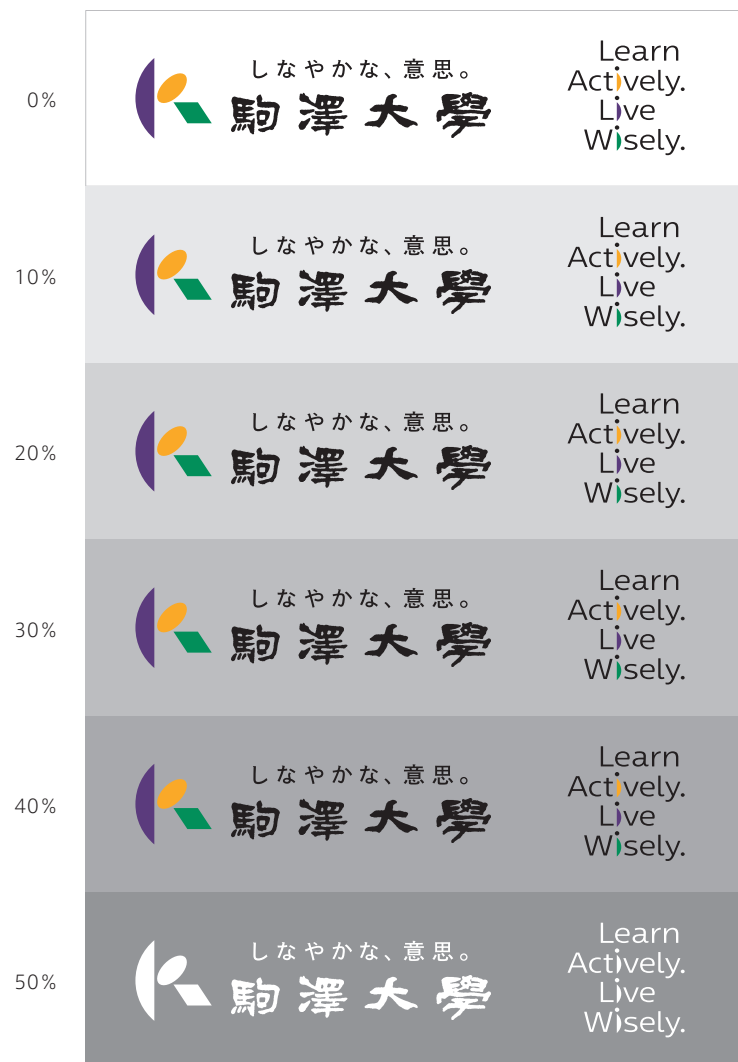 0%
しなやかな、意思。
駒澤大學
Learn
Actively.
Live
Wisely.
10%
しなやかな、意思。
駒澤大學
Learn
Actively.
Live
Wisely.
20%
しなやかな、意思。
駒澤大學
Learn
Actively.
Live
Wisely.
30%
しなやかな、意思。
駒澤大學
Learn
Actively.
Live
Wisely.
40%
しなやかな、意思。
駒澤大學
Learn
Actively.
Live
Wisely.
50%
しなやかな、意思。
駒澤大學
Learn
Actively.
Live
Wisely.